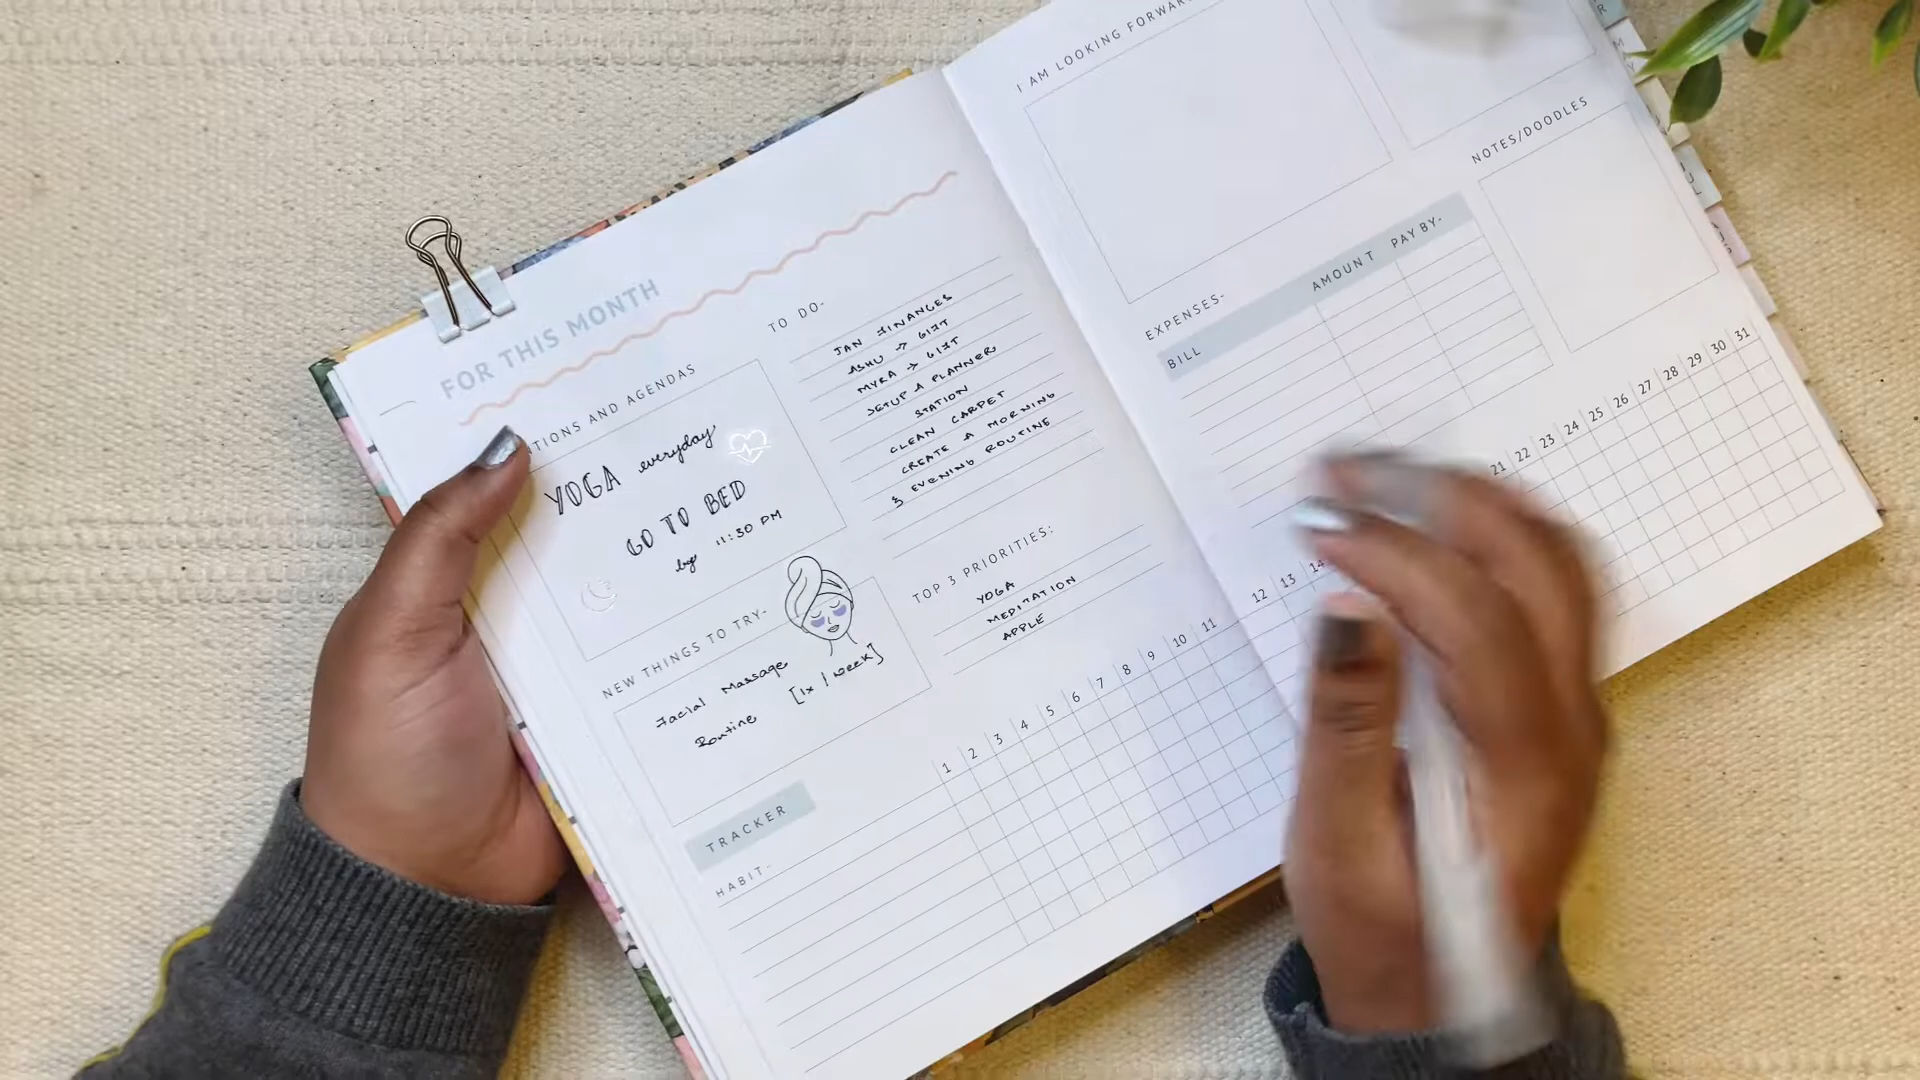 FOR THIS MONTH
TIONS AND AGENDAS
YOGA everyday
GO TO BED
by 11:30 PM
NEW THINGS TO TRY-
Facial Massage
Routine [1x / week]
TO DO-
JAN FINANCES
ASHU → GIFT
MYRA → GIFT
SETUP A PLANNER
STATION
CLEAN CARPET
CREATE A MORNING
& EVENING ROUTINE
TOP 3 PRIORITIES:
YOGA
MEDITATION
APPLE
TRACKER
HABIT-
1 2 3 4 5 6 7 8 9 10 11
I AM LOOKING FORWAR
NOTES/DOODLES
EXPENSES-
BILL AMOUNT PAY BY-
12 13 14 21 22 23 24 25 26 27 28 29 30 31